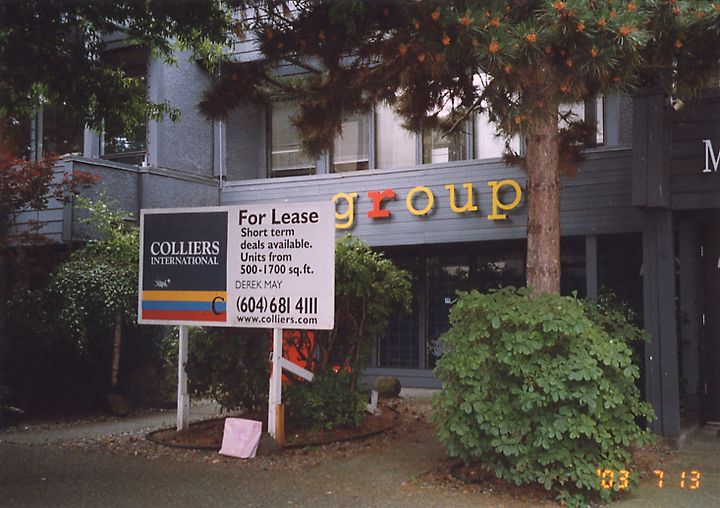 group
M
COLLIERS
INTERNATIONAL
C
For Lease
Short term
deals available.
Units from
500-1700 sq.ft.
DEREK MAY
(604) 681 4111
www.colliers.com
'03 7 13